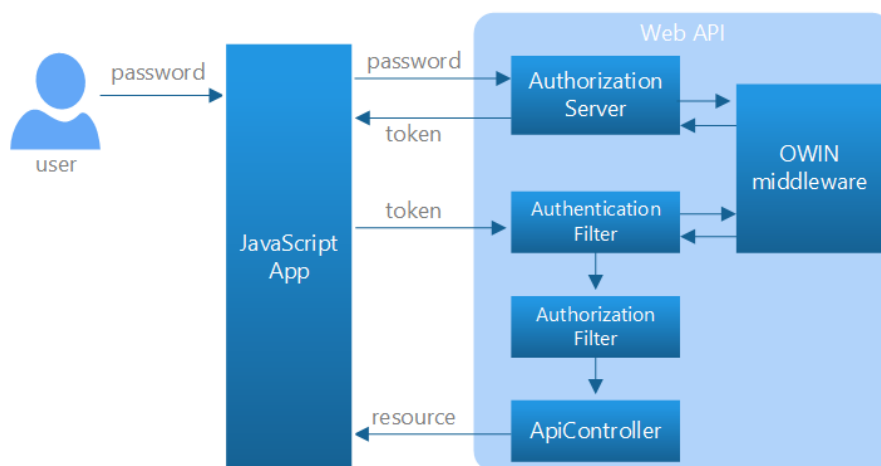 Web API
password
password
Authorization
Server
token
user
OWIN
middleware
token
Authentication
Filter
JavaScript
App
Authorization
Filter
resource
ApiController